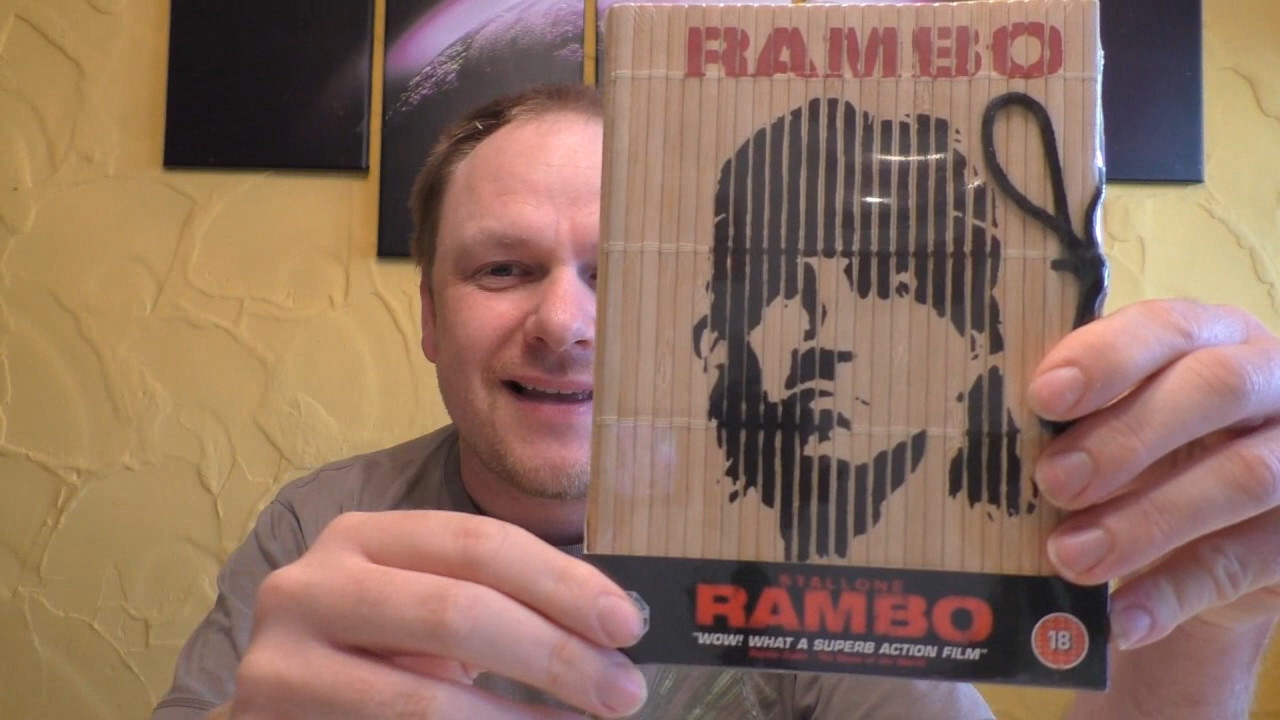 RAMBO
STALLONE
RAMBO
"WOW! WHAT A SUPERB ACTION FILM"
18